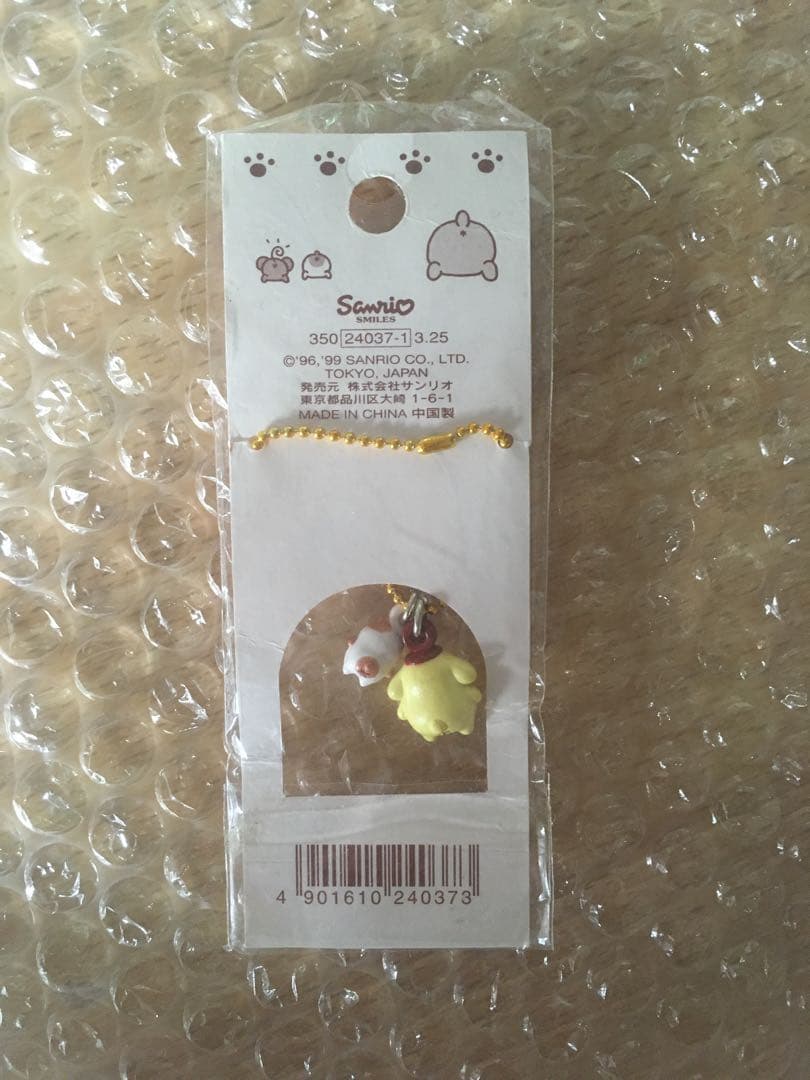 Sanrio
SMILES
350 24037-1 3.25
©'96,'99 SANRIO CO., LTD.
TOKYO, JAPAN
発売元 株式会社サンリオ
東京都品川区大崎 1-6-1
MADE IN CHINA 中国製
4 901610 240373